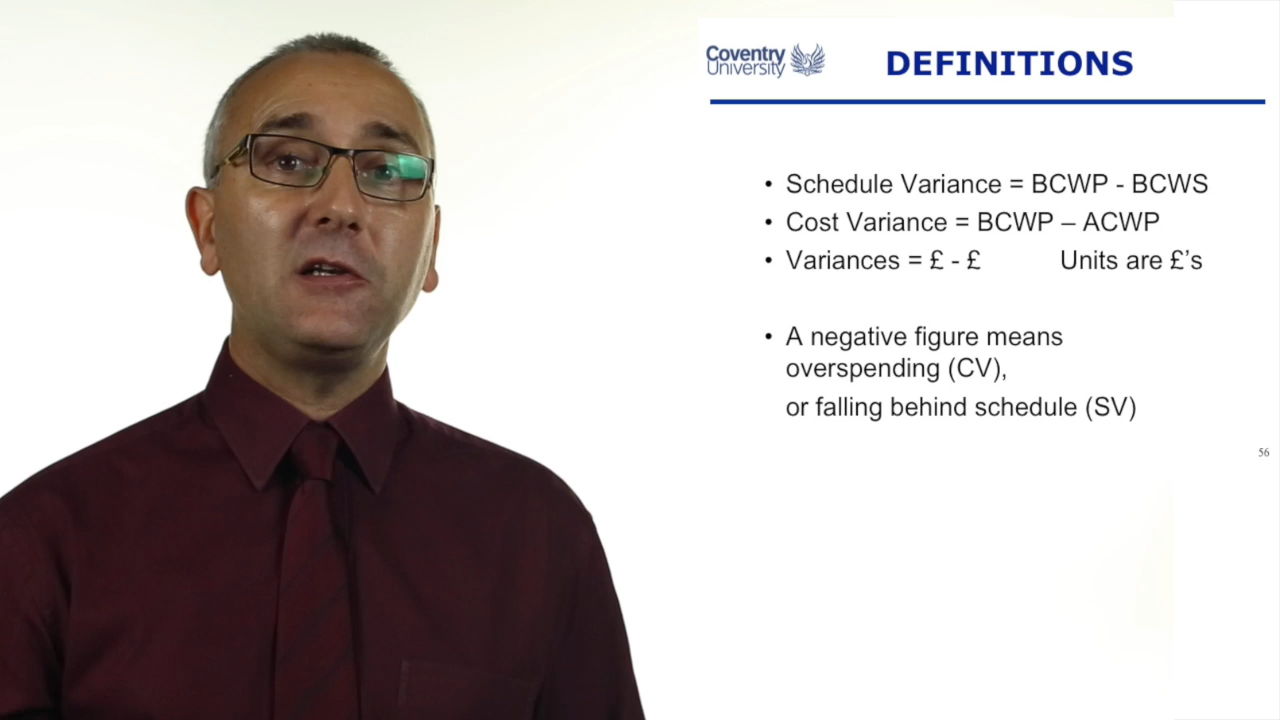 Coventry
University
DEFINITIONS
• Schedule Variance = BCWP - BCWS
• Cost Variance = BCWP – ACWP
• Variances = £ - £ Units are £’s
• A negative figure means
overspending (CV),
or falling behind schedule (SV)
56